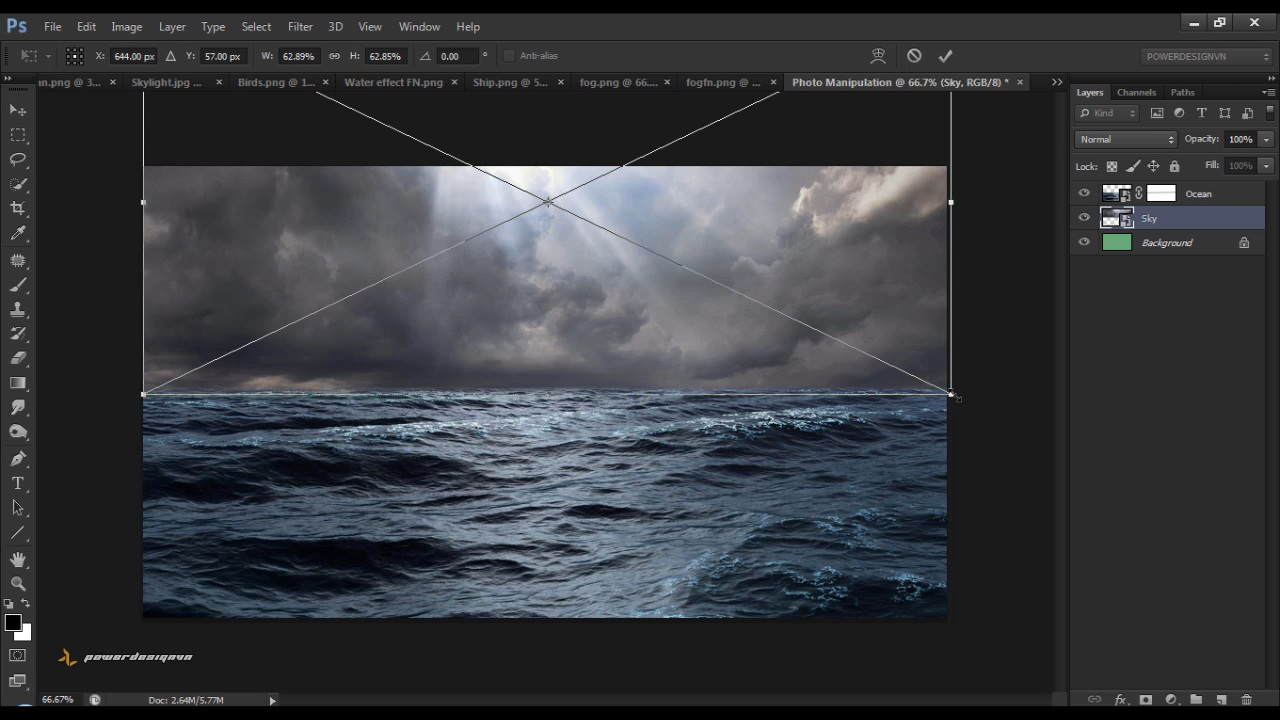 Ps File Edit Image Layer Type Select Filter 3D View Window Help
X: 644.00 px Y: 57.00 px W: 62.89% H: 62.85% 0.00 ° Anti-alias POWERDESIGNVN
an.png @ 3... × Skylight.jpg ... × Birds.png @ 1... × Water effect FN.png × Ship.png @ 5... × fog.png @ 66.... × fogfn.png @ ... × Photo Manipulation @ 66.7% (Sky, RGB/8) * ×
Layers Channels Paths
Kind
Normal Opacity: 100%
Lock: Fill: 100%
Ocean
Sky
Background
powerdesignvn
66.67% Doc: 2.64M/5.77M